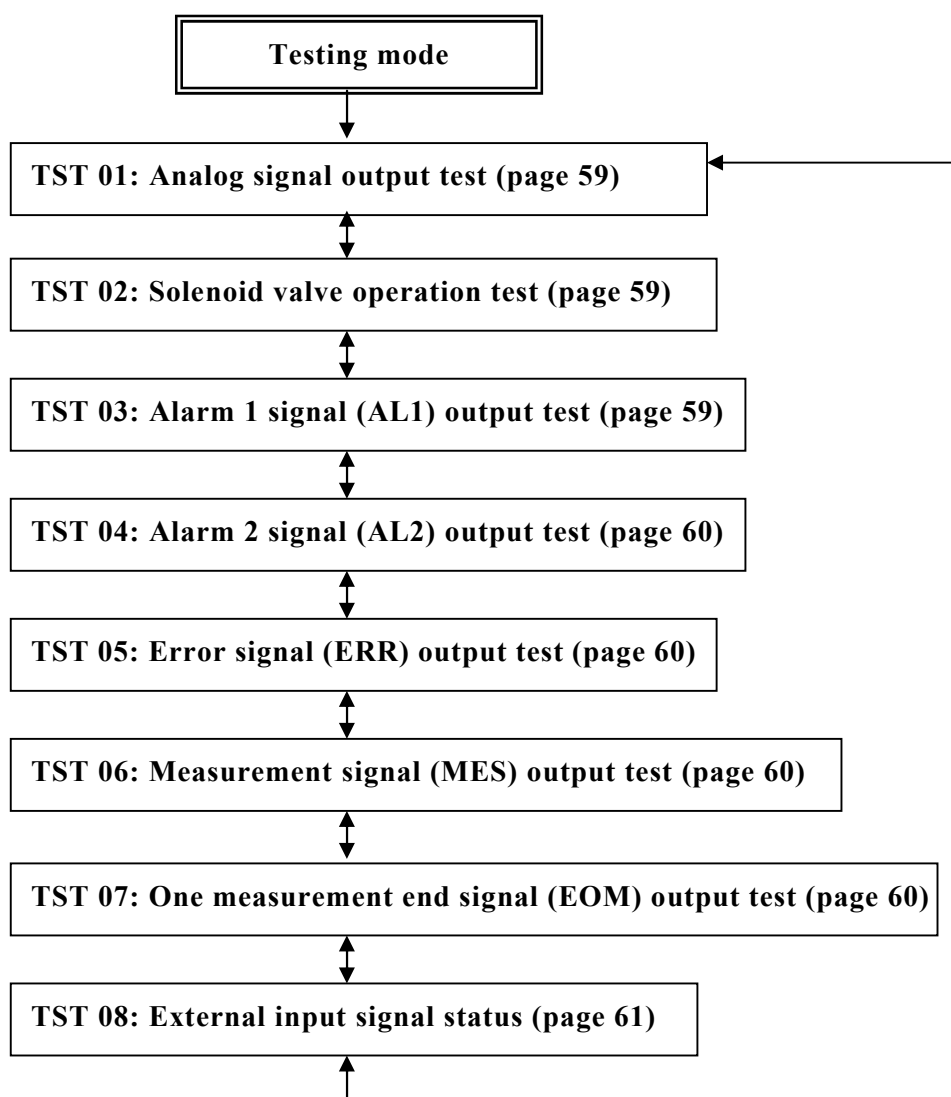 Testing mode
TST 01: Analog signal output test (page 59)
TST 02: Solenoid valve operation test (page 59)
TST 03: Alarm 1 signal (AL1) output test (page 59)
TST 04: Alarm 2 signal (AL2) output test (page 60)
TST 05: Error signal (ERR) output test (page 60)
TST 06: Measurement signal (MES) output test (page 60)
TST 07: One measurement end signal (EOM) output test (page 60)
TST 08: External input signal status (page 61)